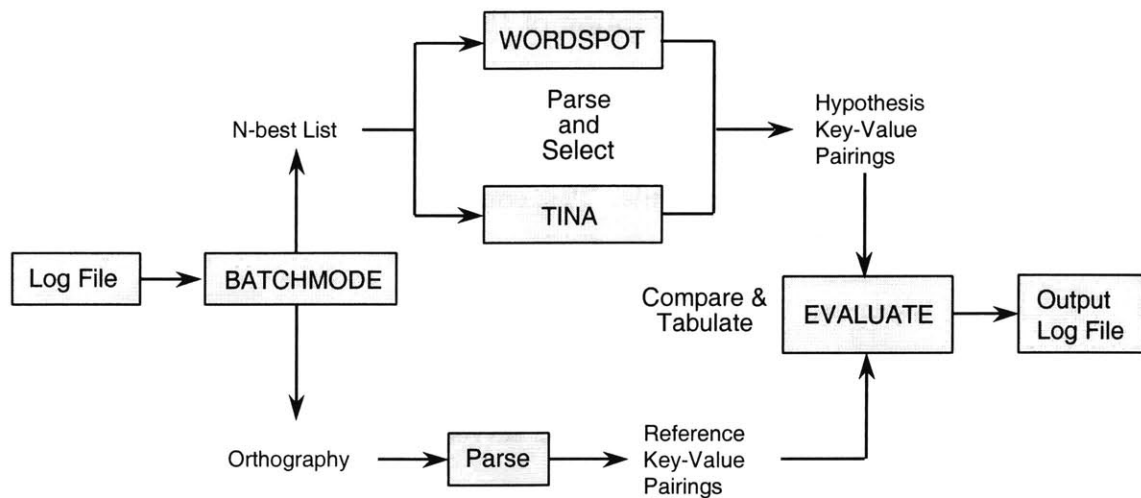 WORDSPOT
Parse
and
Select
N-best List
Hypothesis
Key-Value
Pairings
TINA
Log File
BATCHMODE
Compare &
Tabulate
EVALUATE
Output
Log File
Orthography
Parse
Reference
Key-Value
Pairings